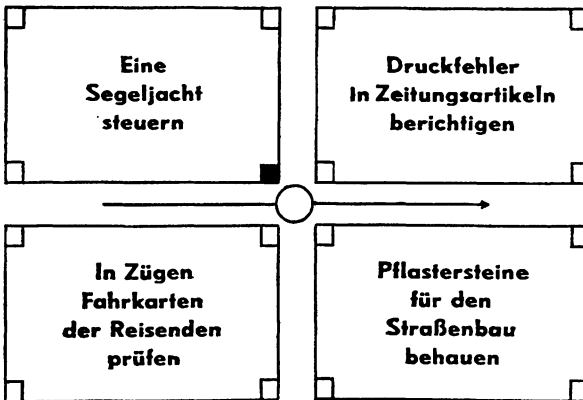 Eine
Segeljacht
steuern
Druckfehler
in Zeitungsartikeln
berichtigen
In Zügen
Fahrkarten
der Reisenden
prüfen
Pflastersteine
für den
Straßenbau
behauen